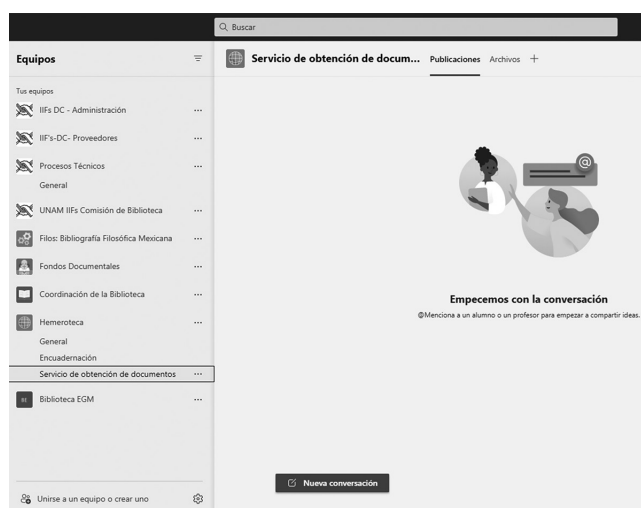 Buscar
Equipos
Servicio de obtención de docum...
Publicaciones
Archivos
+
Tus equipos
IIFs DC - Administración
...
IIF's-DC- Proveedores
...
Procesos Técnicos
...
General
UNAM IIFs Comisión de Biblioteca
...
Filos: Bibliografía Filosófica Mexicana
...
Fondos Documentales
...
Coordinación de la Biblioteca
...
Hemeroteca
...
General
Encuadernación
Servicio de obtención de documentos
...
Biblioteca EGM
...
Unirse a un equipo o crear uno
@
Empecemos con la conversación
@Menciona a un alumno o un profesor para empezar a compartir ideas.
Nueva conversación